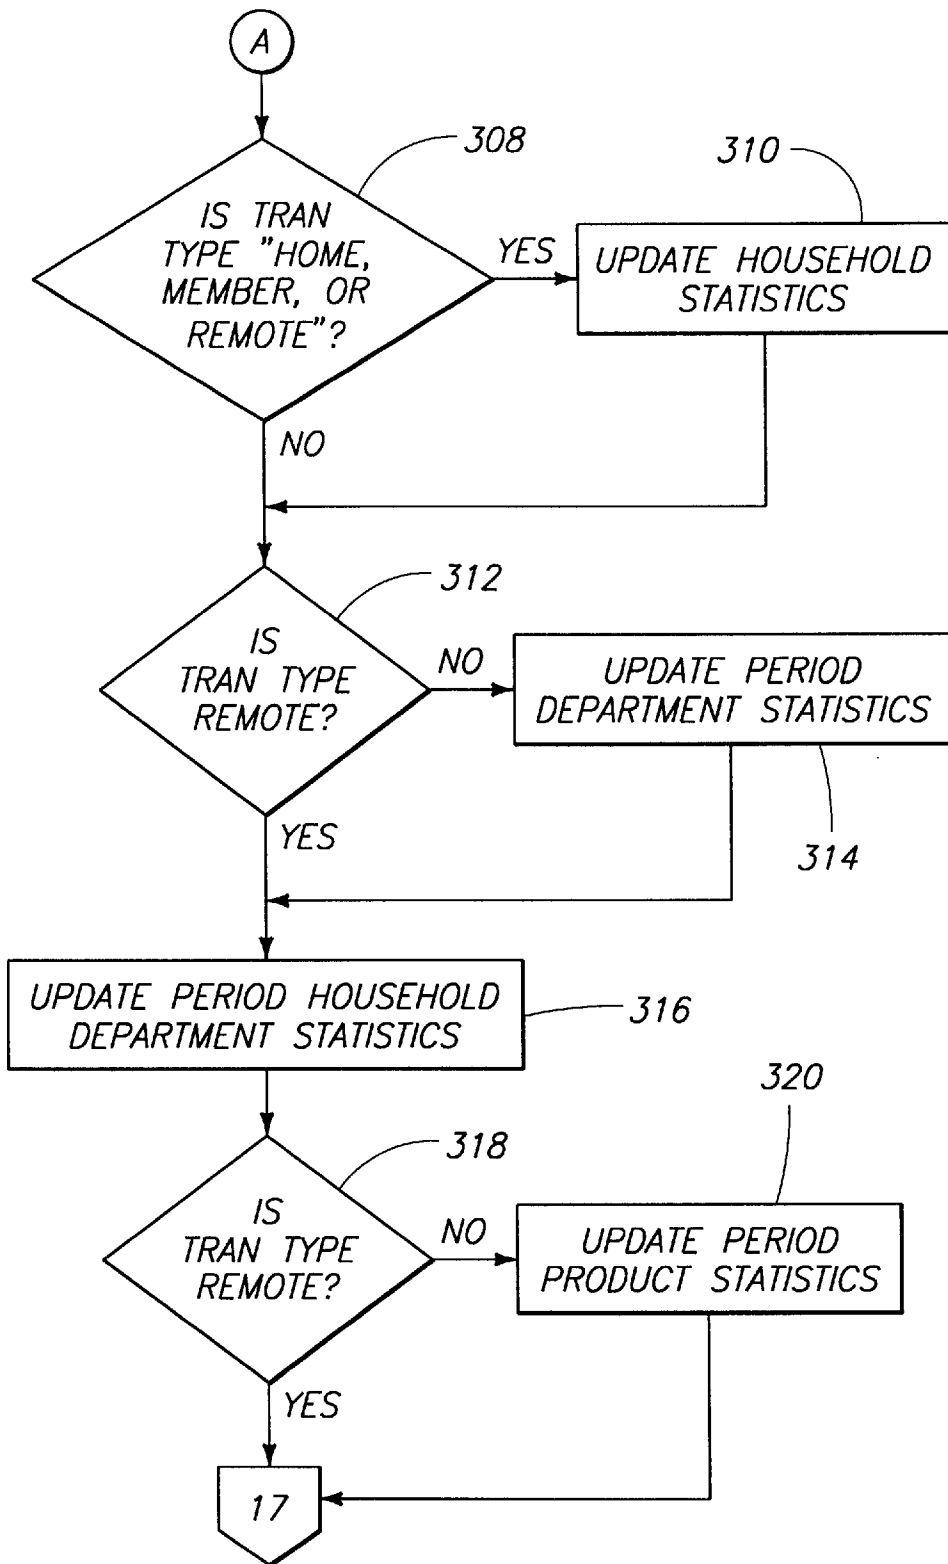 A
308
IS TRAN
TYPE "HOME,
MEMBER, OR
REMOTE"?
YES
310
UPDATE HOUSEHOLD
STATISTICS
NO
312
IS
TRAN TYPE
REMOTE?
NO
UPDATE PERIOD
DEPARTMENT STATISTICS
314
YES
UPDATE PERIOD HOUSEHOLD
DEPARTMENT STATISTICS
316
318
IS
TRAN TYPE
REMOTE?
NO
320
UPDATE PERIOD
PRODUCT STATISTICS
YES
17